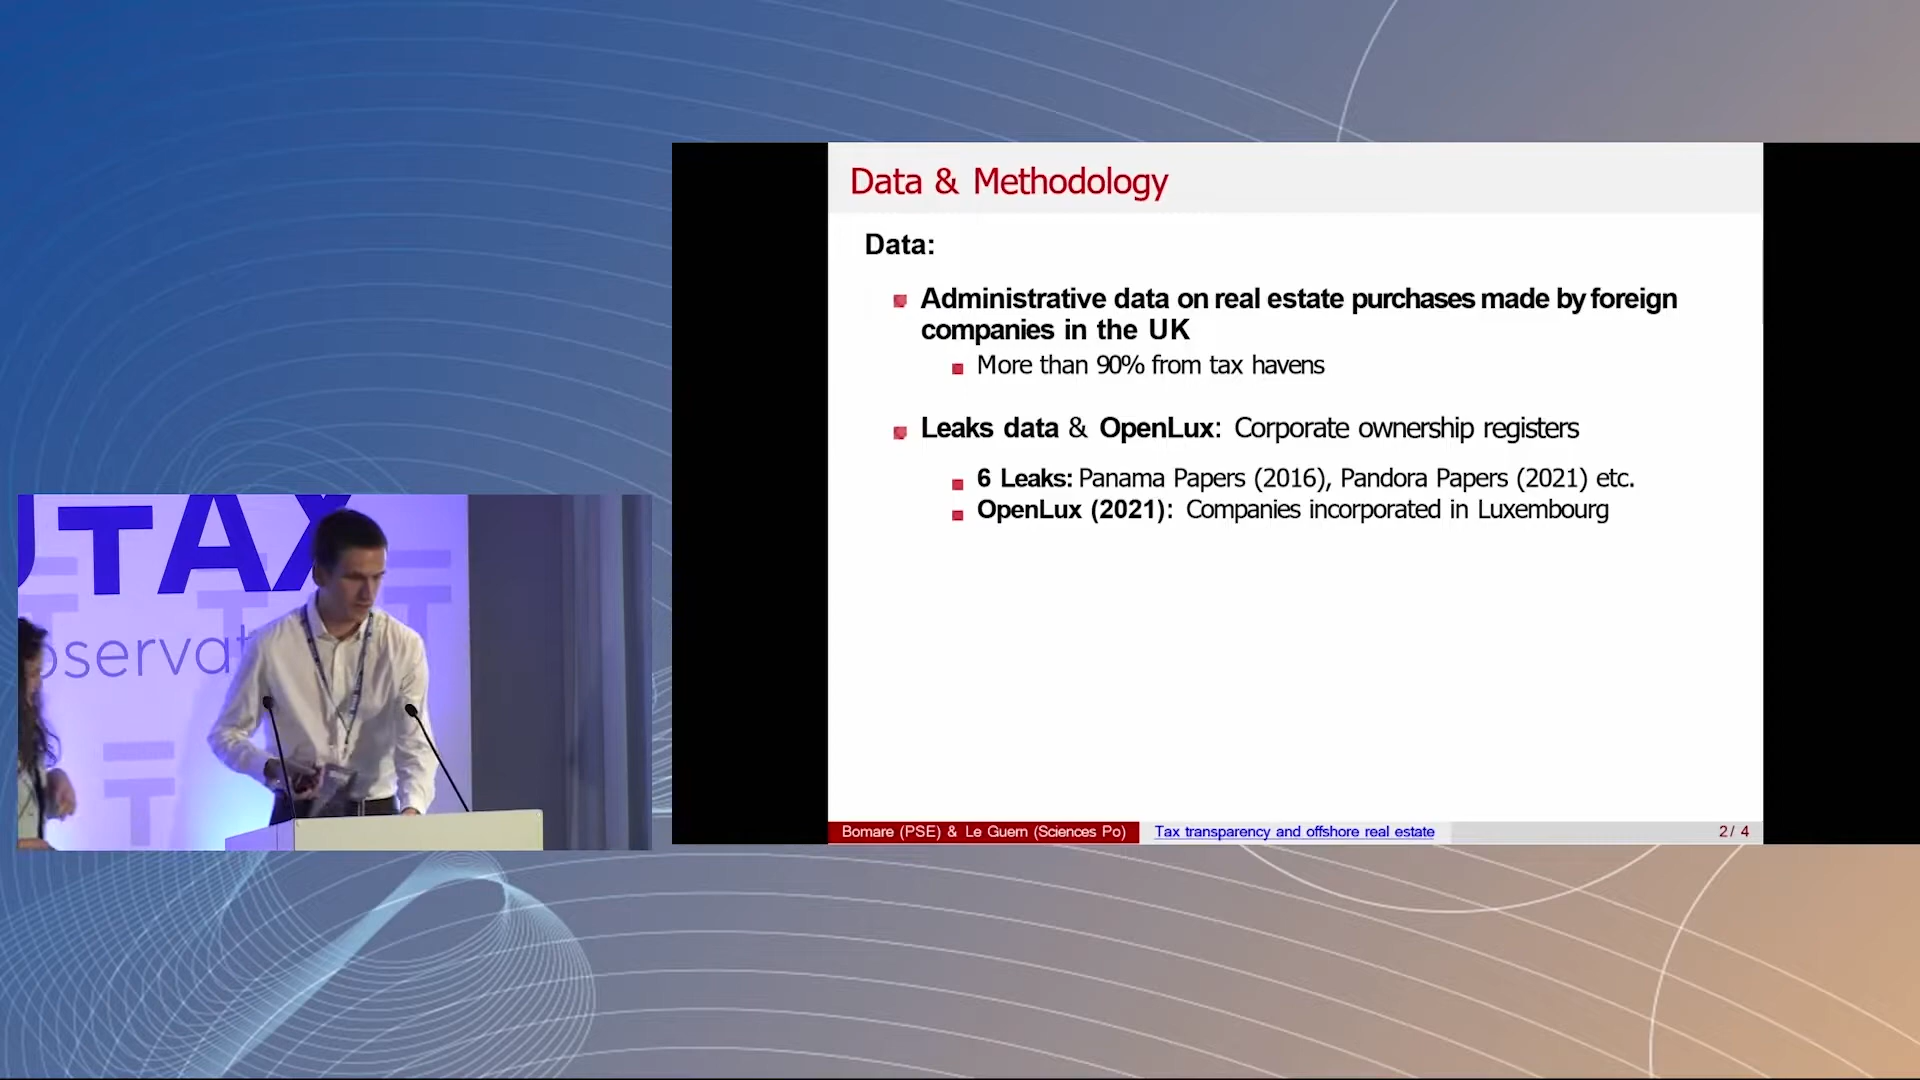 Data & Methodology
Data:
Administrative data on real estate purchases made by foreign
companies in the UK
More than 90% from tax havens
Leaks data & OpenLux: Corporate ownership registers
6 Leaks: Panama Papers (2016), Pandora Papers (2021) etc.
OpenLux (2021): Companies incorporated in Luxembourg
Bomare (PSE) & Le Guern (Sciences Po) Tax transparency and offshore real estate 2/ 4
UTAX
oserva